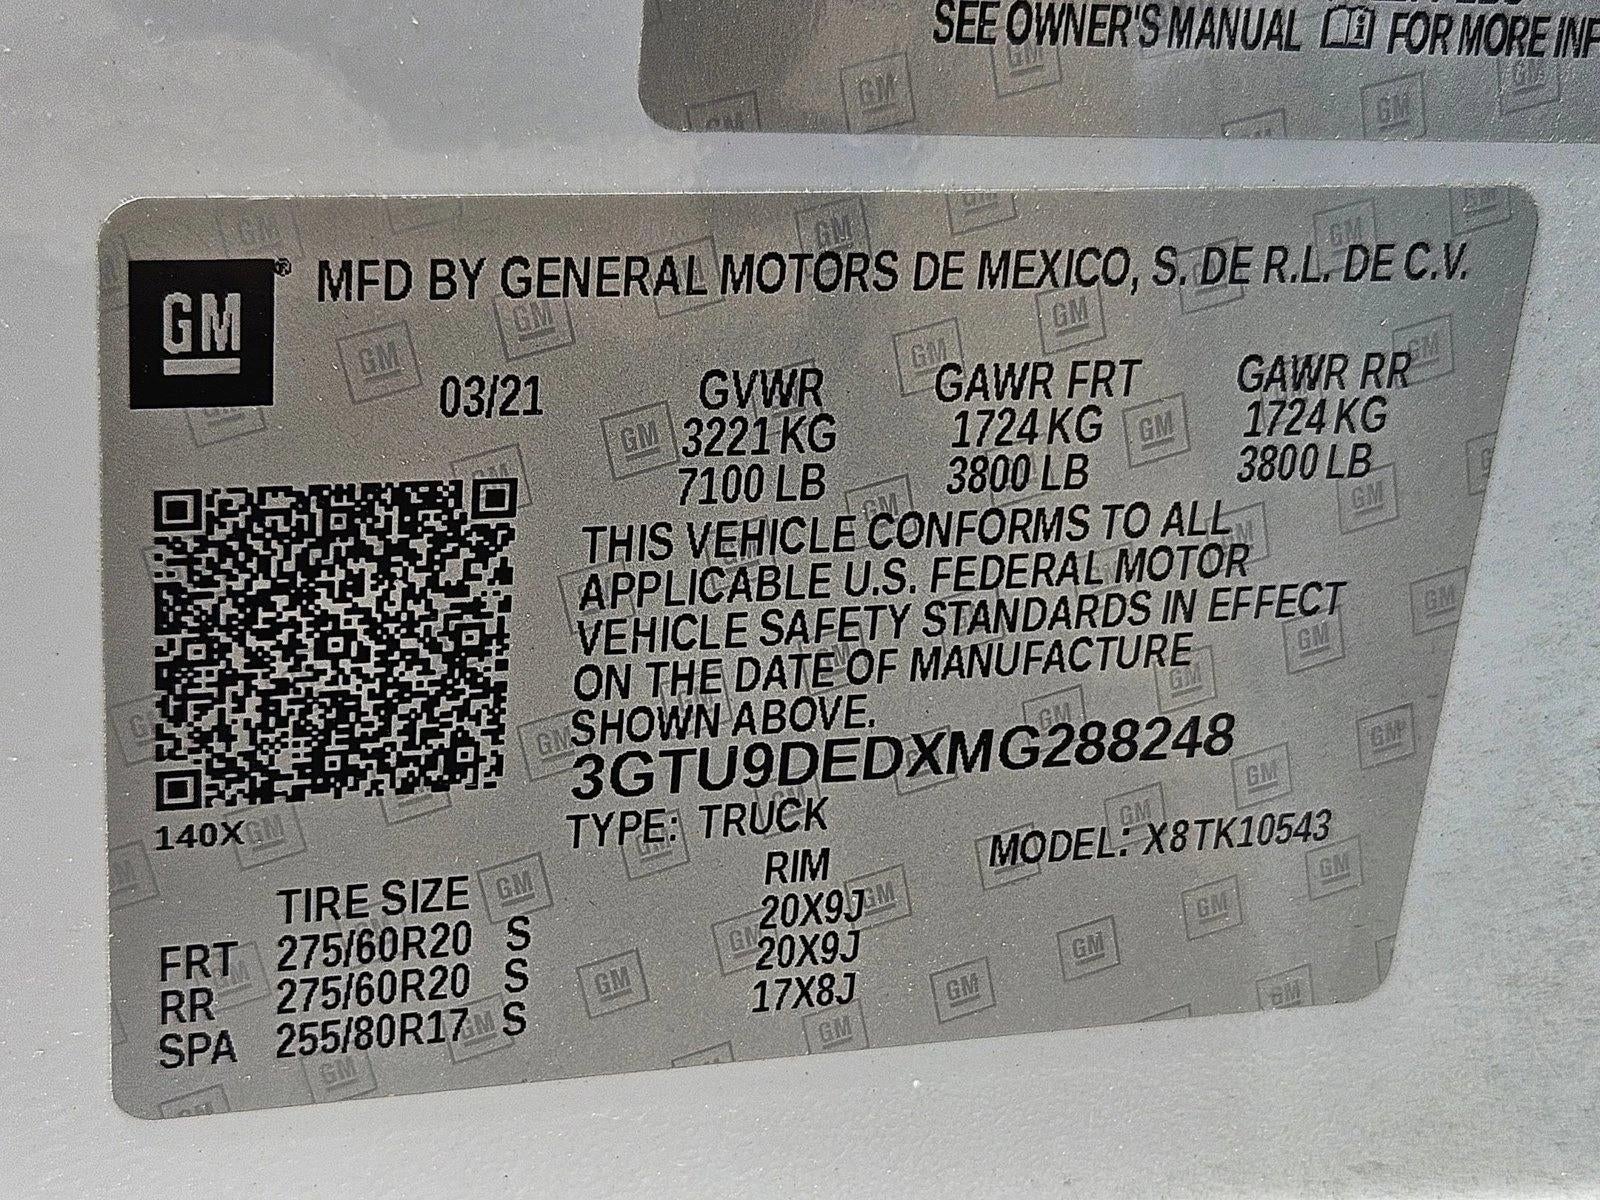 SEE OWNER'S MANUAL FOR MORE INF
GM® MFD BY GENERAL MOTORS DE MEXICO, S. DE R.L. DE C.V.
03/21 GVWR GAWR FRT GAWR RR
3221 KG 1724 KG 1724 KG
7100 LB 3800 LB 3800 LB
THIS VEHICLE CONFORMS TO ALL
APPLICABLE U.S. FEDERAL MOTOR
VEHICLE SAFETY STANDARDS IN EFFECT
ON THE DATE OF MANUFACTURE
SHOWN ABOVE.
3GTU9DEDXMG288248
140X
TYPE: TRUCK MODEL: X8TK10543
TIRE SIZE RIM
FRT 275/60R20 S 20X9J
RR 275/60R20 S 20X9J
SPA 255/80R17 S 17X8J